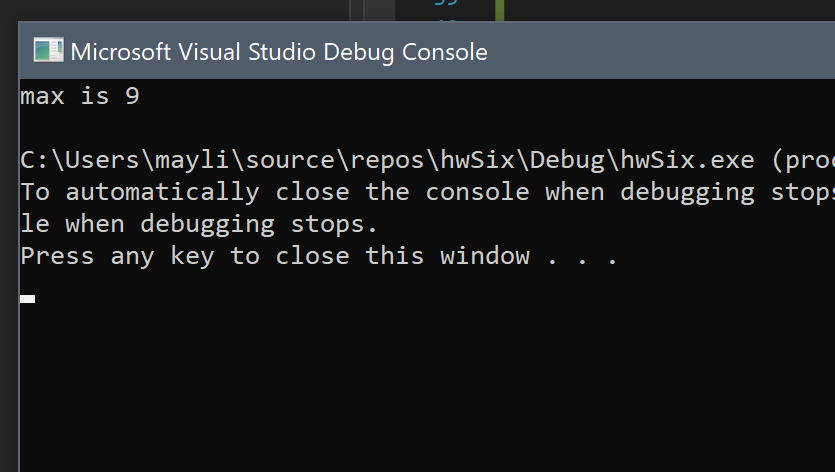 Microsoft Visual Studio Debug Console
max is 9
C:\Users\mayli\source\repos\hwSix\Debug\hwSix.exe (proc
To automatically close the console when debugging stops
le when debugging stops.
Press any key to close this window . . .